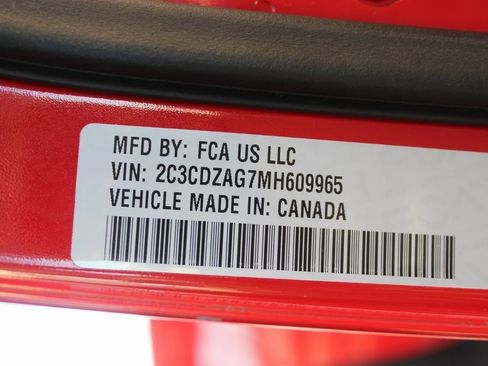 MFD BY: FCA US LLC
VIN: 2C3CDZAG7MH609965
VEHICLE MADE IN: CANADA